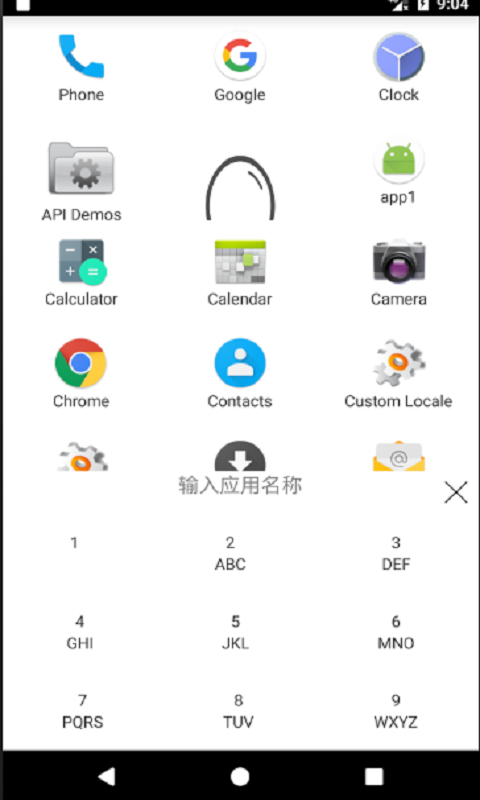 9:04
Phone
Google
Clock
API Demos
app1
Calculator
Calendar
Camera
Chrome
Contacts
Custom Locale
输入应用名称
1
2
3
ABC
DEF
4
5
6
GHI
JKL
MNO
7
8
9
PQRS
TUV
WXYZ